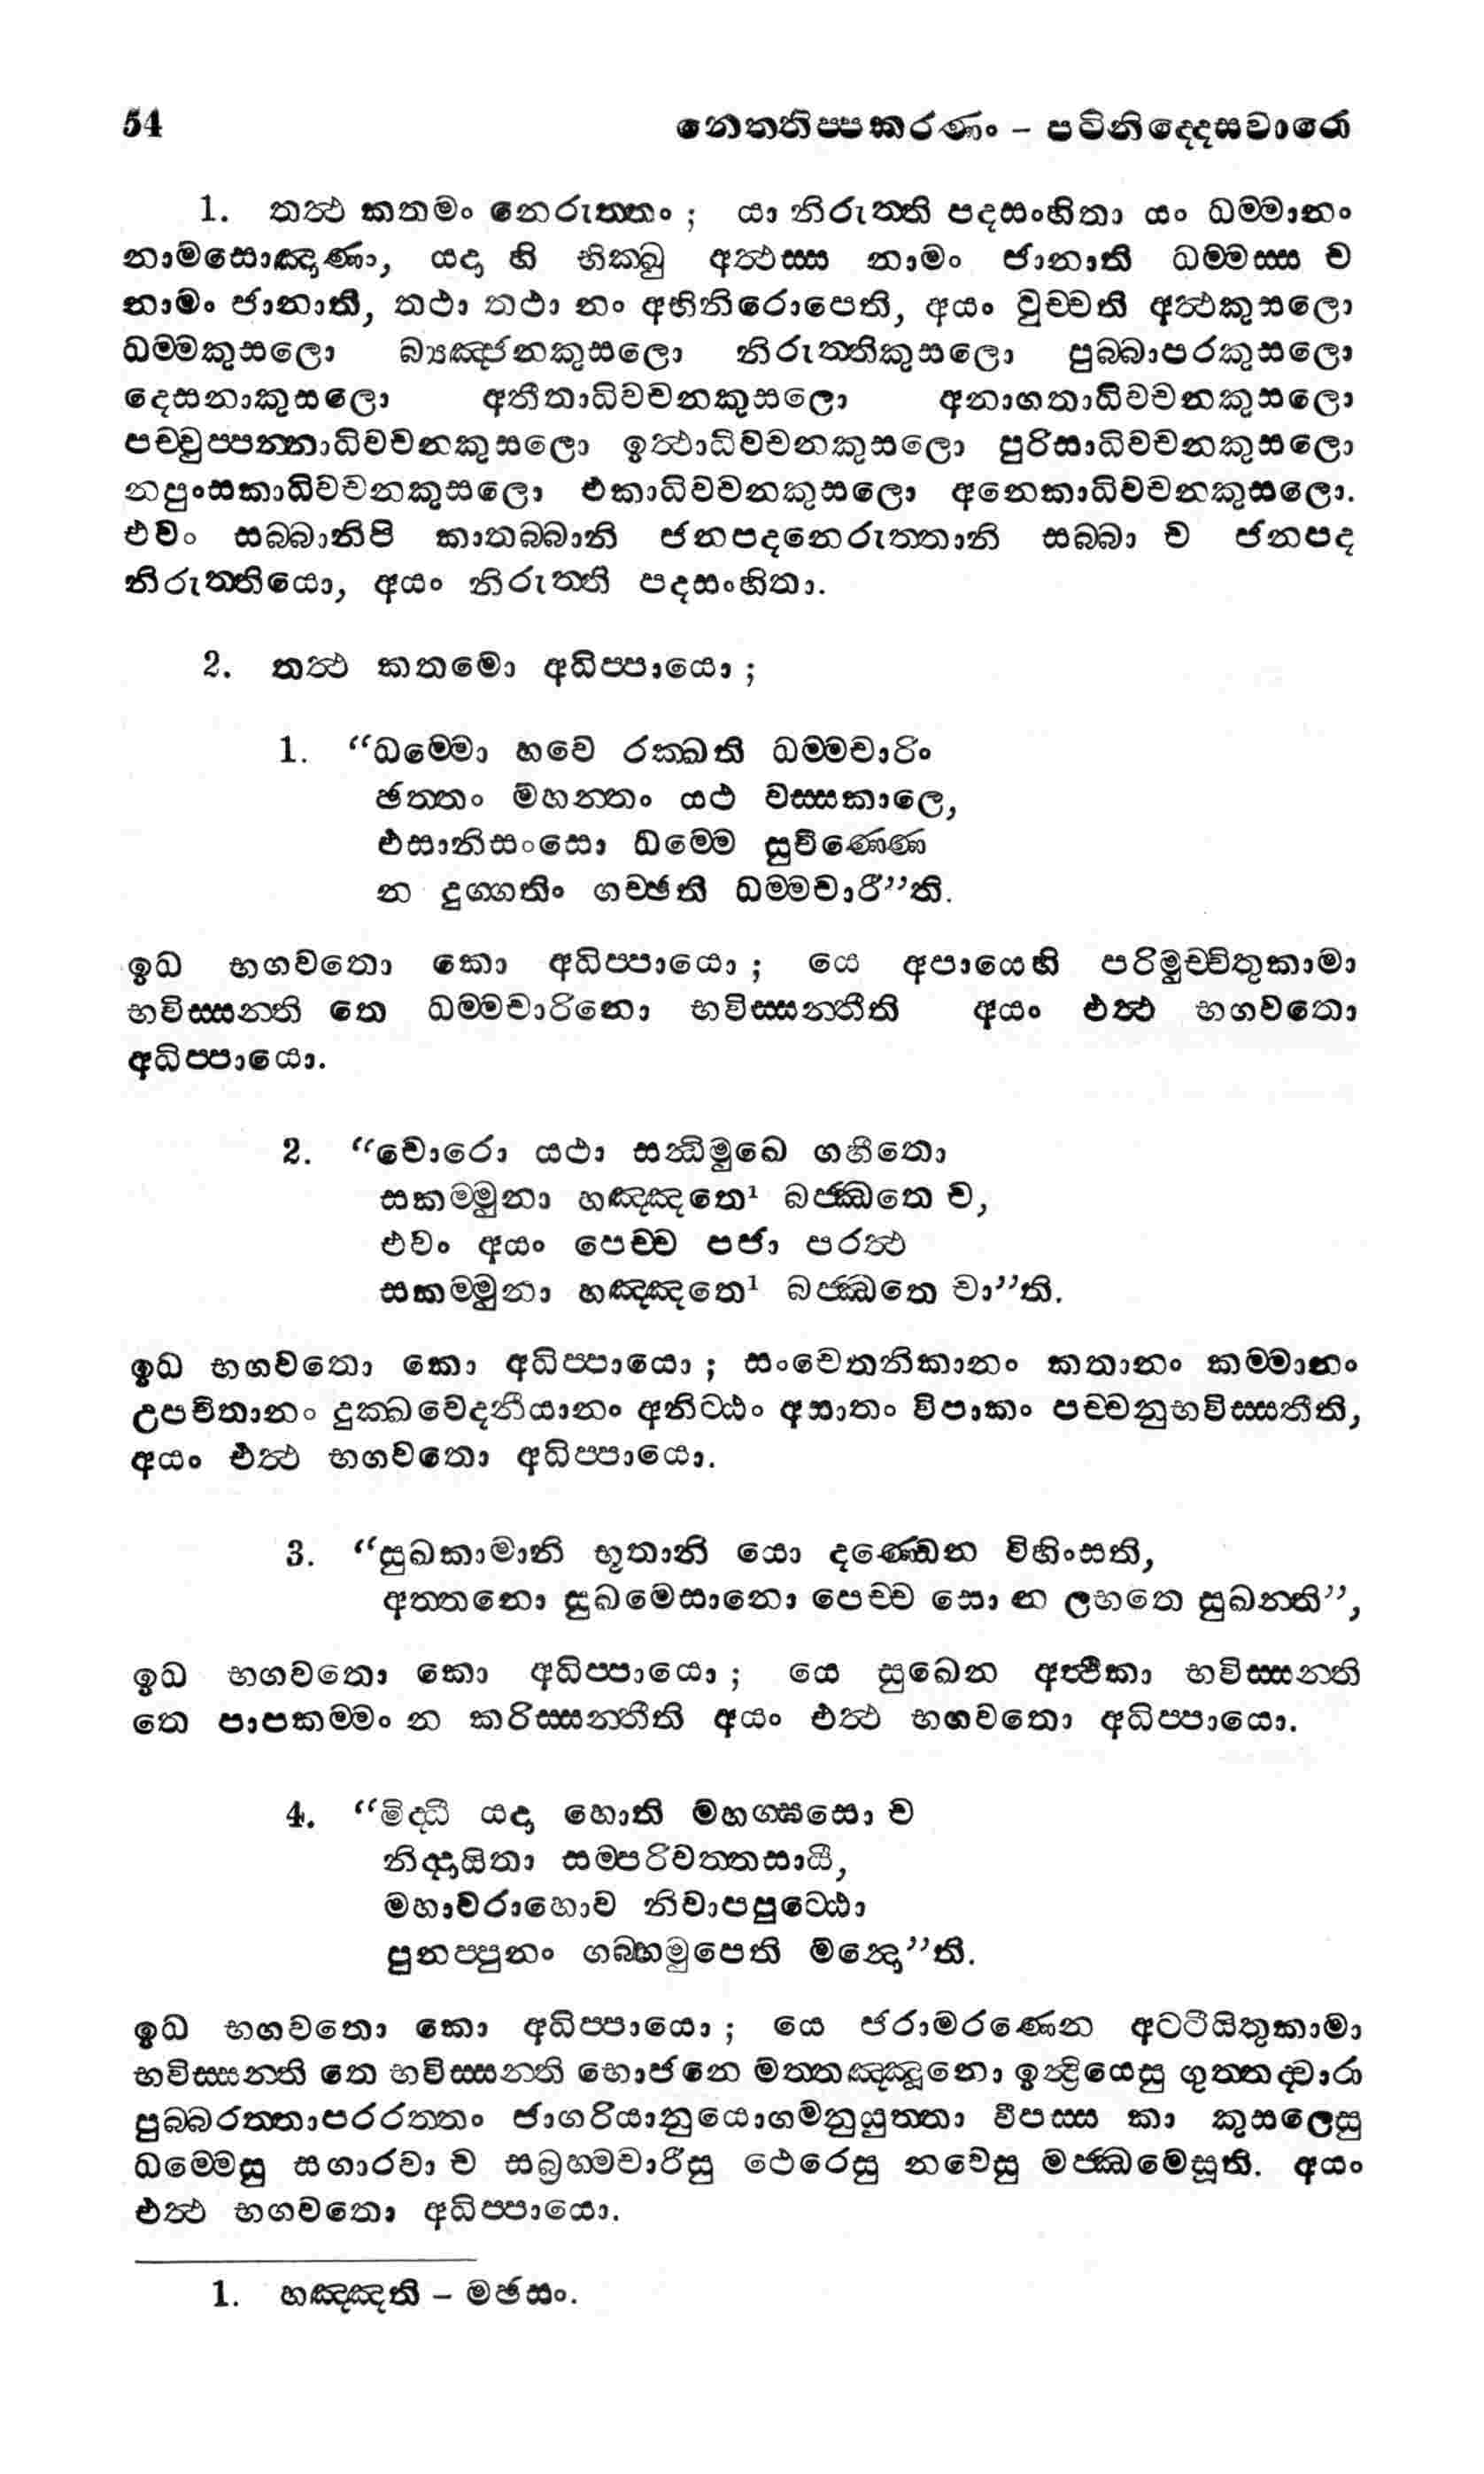 54 නෙත්තිප්පකරණං – පටිනිද්දෙසවාරො
1. තත්‍ථ කතමං නෙරුත්තං ; යා නිරුත්ති පදසංහිතා යං ධම්මානං
නාමසොඤාණා, යදා හි භික්ඛු අත්‍ථස්ස නාමං ජානාති ධම්මස්ස ච
නාමං ජානාති, තථා තථා නං අභිනිරොපෙති, අයං වුච්චති අත්‍ථකුසලො
ධම්මකුසලො බ්‍යඤ්ජනකුසලො නිරුත්තිකුසලො පුබ්බාපරකුසලො
දෙසනාකුසලො අතීතාධිවචනකුසලො අනාගතාධිවචනකුසලො
පච්චුප්පන්නාධිවචනකුසලො ඉත්‍ථාධිවචනකුසලො පුරිසාධිවචනකුසලො
නපුංසකාධිවචනකුසලො එකාධිවචනකුසලො අනෙකාධිවචනකුසලො.
එවං සබ්බානිපි කාතබ්බානි ජනපදනෙරුත්තානි සබ්බා ච ජනපද
නිරුත්තියො, අයං නිරුත්ති පදසංහිතා.
2. තත්‍ථ කතමො අධිප්පායො ;
1. “ධම්මො හවෙ රක්ඛති ධම්මචාරිං
ඡත්තං මහන්තං යථ වස්සකාලෙ,
එසානිසංසො ධම්මෙ සුචිණ්ණෙ
න දුග්ගතිං ගච්ඡති ධම්මචාරී”ති.
ඉධ භගවතො කො අධිප්පායො ; යෙ අපායෙහි පරිමුච්චිතුකාමා
භවිස්සන්ති තෙ ධම්මචාරිනො භවිස්සන්තීති අයං එත්‍ථ භගවතො
අධිප්පායො.
2. “චොරො යථා සන්‍ධිමුඛෙ ගහීතො
සකම්මුනා හඤ්ඤතෙ¹ බජ්ඣතෙ ච,
එවං අයං පෙච්ච පජා පරත්‍ථ
සකම්මුනා හඤ්ඤතෙ¹ බජ්ඣතෙ චා”ති.
ඉධ භගවතො කො අධිප්පායො ; සංචෙතනිකානං කතානං කම්මානං
උපචිතානං දුක්ඛවෙදනීයානං අනිට්ඨං අසාතං විපාකං පච්චනුභවිස්සතීති,
අයං එත්‍ථ භගවතො අධිප්පායො.
3. “සුඛකාමානි භූතානි යො දණ්ඩෙන විහිංසති,
අත්තනො සුඛමෙසානො පෙච්ච සො න ලභතෙ සුඛන්ති”,
ඉධ භගවතො කො අධිප්පායො ; යෙ සුඛෙන අත්‍ථිකා භවිස්සන්ති
තෙ පාපකම්මං න කරිස්සන්තීති අයං එත්‍ථ භගවතො අධිප්පායො.
4. “මිද්ධී යදා හොති මහග්ඝසො ච
නිද්දායිතා සම්පරිවත්තසායී,
මහාවරාහොව නිවාපපුට්ඨො
පුනප්පුනං ගබ්භමුපෙති මන්දො”ති.
ඉධ භගවතො කො අධිප්පායො ; යෙ ජරාමරණෙන අට්ටීයිතුකාමා
භවිස්සන්ති තෙ භවිස්සන්ති භොජනෙ මත්තඤ්ඤුනො ඉන්‍ද්‍රියෙසු ගුත්තද්වාරා
පුබ්බරත්තාපරරත්තං ජාගරියානුයොගමනුයුත්තා වීපස්ස කා කුසලෙසු
ධම්මෙසු සගාරවා ච සබ්‍රහ්මචාරීසු ථෙරෙසු නවෙසු මජ්ඣිමෙසූති. අයං
එත්‍ථ භගවතො අධිප්පායො.
1. හඤ්ඤති – මඡසං.